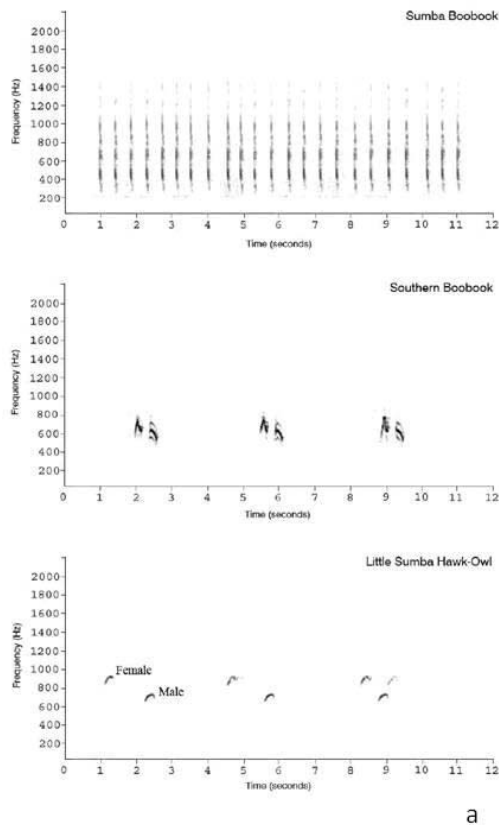 Sumba Boobook
Frequency (Hz)
2000
1800
1600
1400
1200
1000
800
600
400
200
0 1 2 3 4 5 6 7 8 9 10 11 12
Time (seconds)
Southern Boobook
Frequency (Hz)
2000
1800
1600
1400
1200
1000
800
600
400
200
0 1 2 3 4 5 6 7 8 9 10 11 12
Time (seconds)
Little Sumba Hawk-Owl
Frequency (Hz)
2000
1800
1600
1400
1200
1000
800
600
400
200
Female
Male
0 1 2 3 4 5 6 7 8 9 10 11 12
Time (seconds)
a